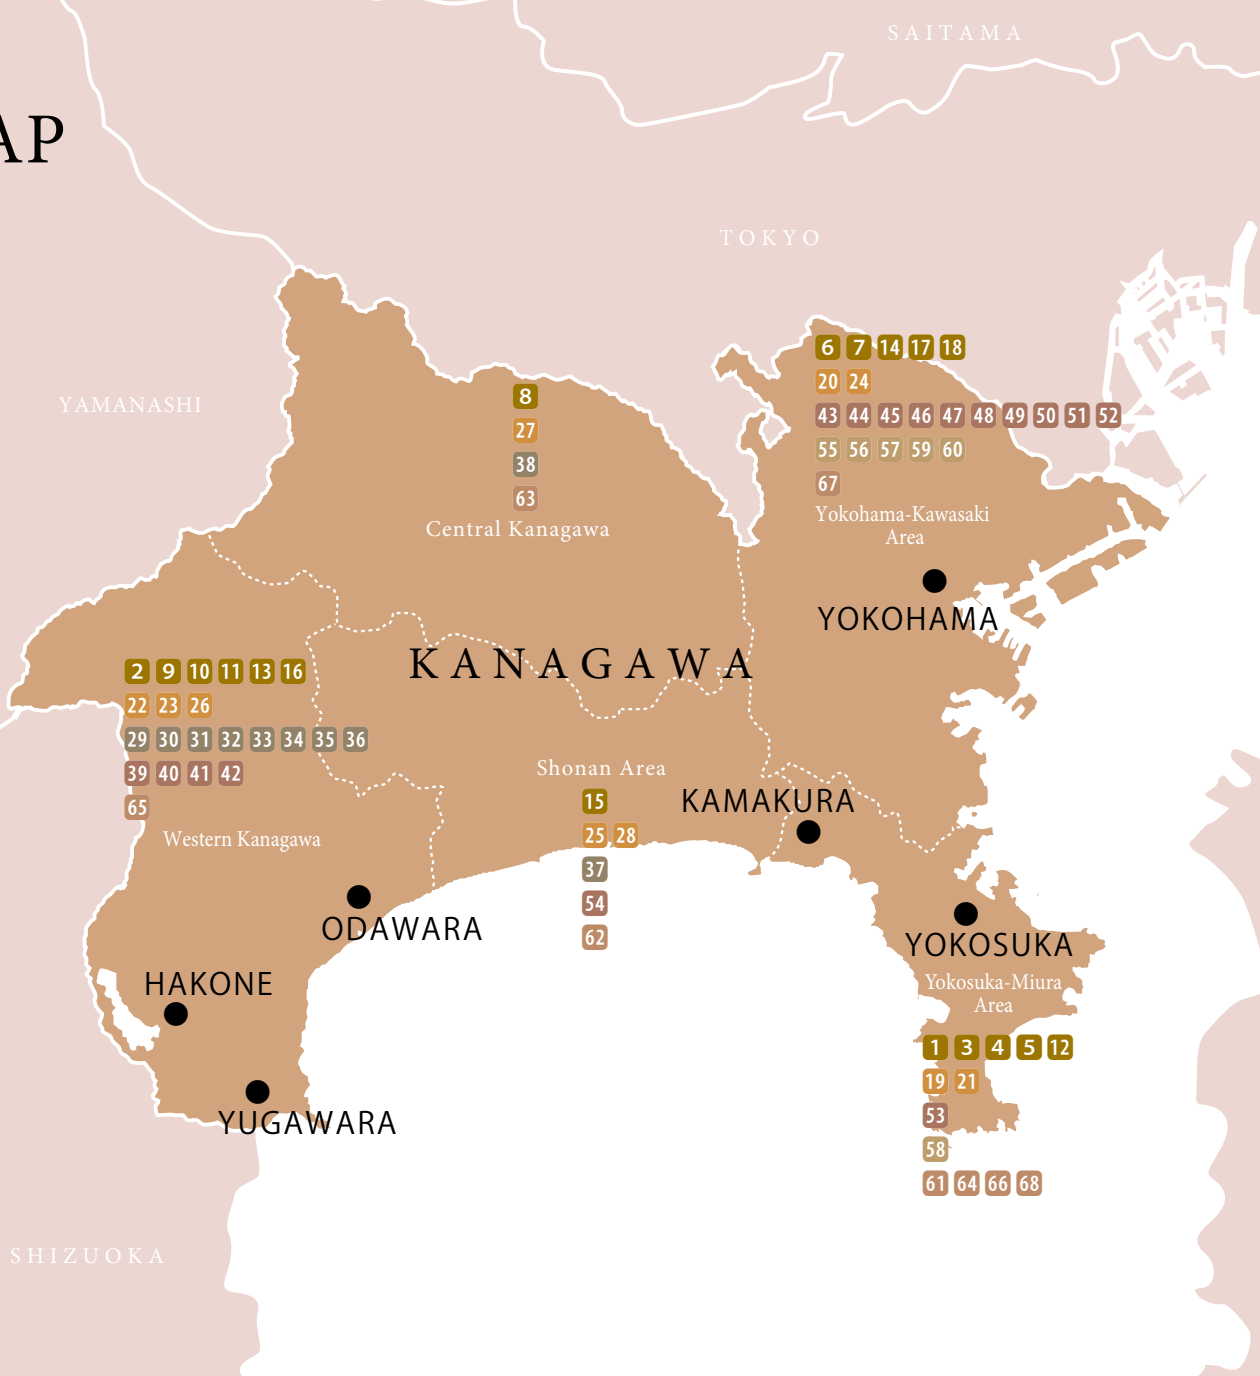 SAITAMA
AP
TOKYO
YAMANASHI
6 7 14 17 18
20 24
43 44 45 46 47 48 49 50 51 52
55 56 57 59 60
67
Yokohama-Kawasaki
Area
YOKOHAMA
8
27
38
63
Central Kanagawa
KANAGAWA
2 9 10 11 13 16
22 23 26
29 30 31 32 33 34 35 36
39 40 41 42
65
Western Kanagawa
Shonan Area
15
25 28
37
54
62
KAMAKURA
ODAWARA
HAKONE
YUGAWARA
YOKOSUKA
Yokosuka-Miura
Area
1 3 4 5 12
19 21
53
58
61 64 66 68
SHIZUOKA